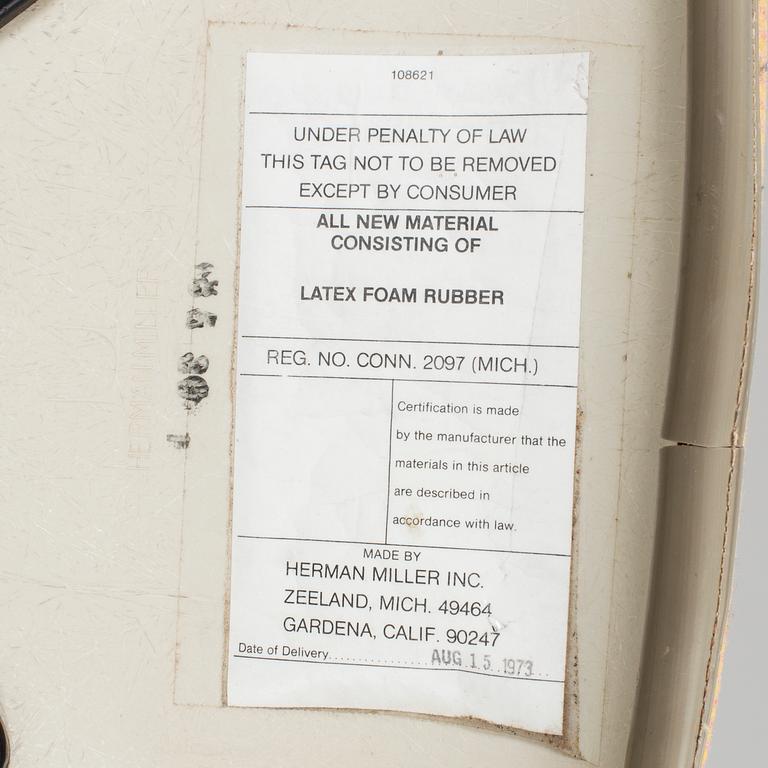 108621
UNDER PENALTY OF LAW
THIS TAG NOT TO BE REMOVED
EXCEPT BY CONSUMER
ALL NEW MATERIAL
CONSISTING OF
LATEX FOAM RUBBER
REG. NO. CONN. 2097 (MICH.)
Certification is made
by the manufacturer that the
materials in this article
are described in
accordance with law.
MADE BY
HERMAN MILLER INC.
ZEELAND, MICH. 49464
GARDENA, CALIF. 90247
Date of Delivery.................AUG 15 1973...
HERMAN MILLER